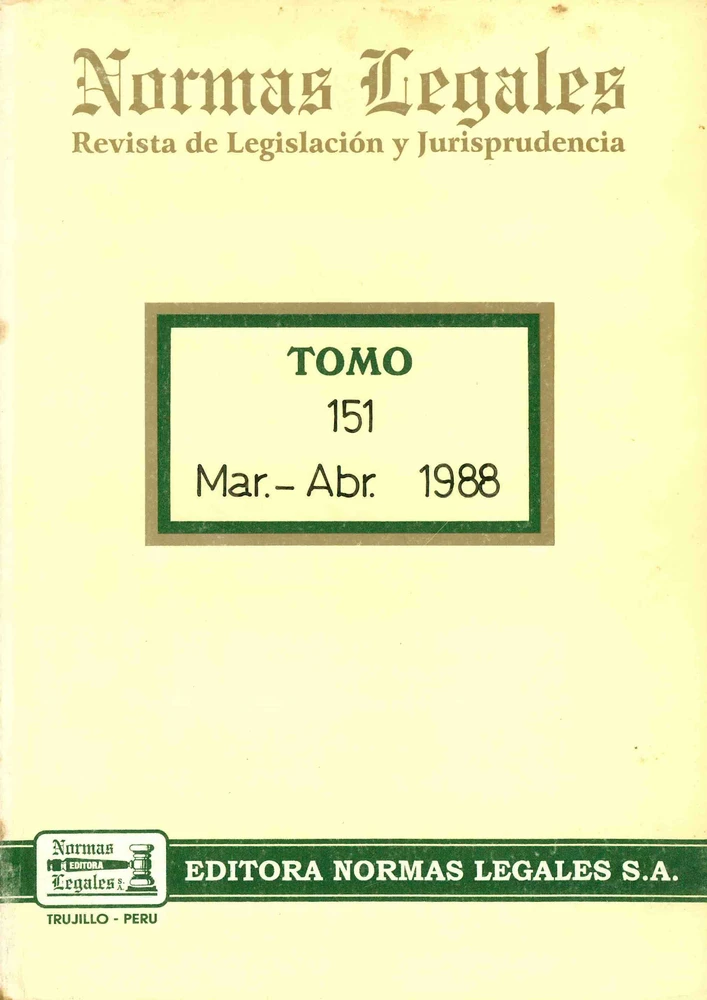 Normas Legales
Revista de Legislación y Jurisprudencia
TOMO
151
Mar.- Abr. 1988
Normas
EDITORA
Legales S.A.
EDITORA NORMAS LEGALES S.A.
TRUJILLO - PERU